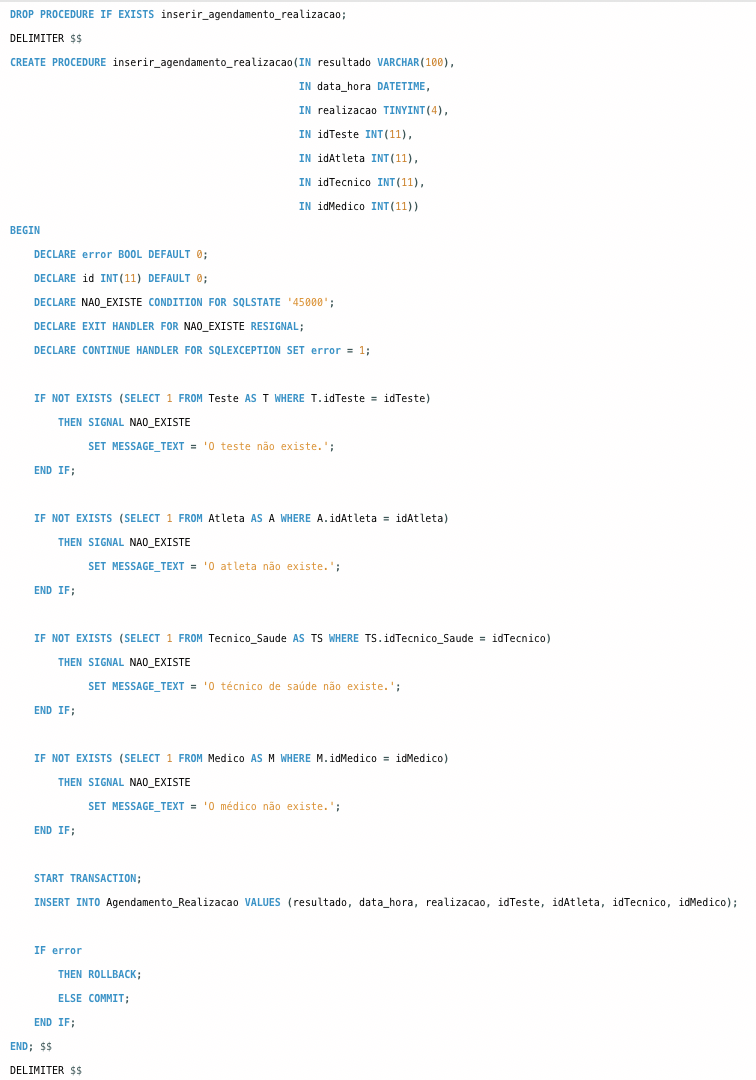 DROP PROCEDURE IF EXISTS inserir_agendamento_realizacao;
DELIMITER $$
CREATE PROCEDURE inserir_agendamento_realizacao(IN resultado VARCHAR(100),
IN data_hora DATETIME,
IN realizacao TINYINT(4),
IN idTeste INT(11),
IN idAtleta INT(11),
IN idTecnico INT(11),
IN idMedico INT(11))
BEGIN
DECLARE error BOOL DEFAULT 0;
DECLARE id INT(11) DEFAULT 0;
DECLARE NAO_EXISTE CONDITION FOR SQLSTATE '45000';
DECLARE EXIT HANDLER FOR NAO_EXISTE RESIGNAL;
DECLARE CONTINUE HANDLER FOR SQLEXCEPTION SET error = 1;
IF NOT EXISTS (SELECT 1 FROM Teste AS T WHERE T.idTeste = idTeste)
THEN SIGNAL NAO_EXISTE
SET MESSAGE_TEXT = 'O teste não existe.';
END IF;
IF NOT EXISTS (SELECT 1 FROM Atleta AS A WHERE A.idAtleta = idAtleta)
THEN SIGNAL NAO_EXISTE
SET MESSAGE_TEXT = 'O atleta não existe.';
END IF;
IF NOT EXISTS (SELECT 1 FROM Tecnico_Saude AS TS WHERE TS.idTecnico_Saude = idTecnico)
THEN SIGNAL NAO_EXISTE
SET MESSAGE_TEXT = 'O técnico de saúde não existe.';
END IF;
IF NOT EXISTS (SELECT 1 FROM Medico AS M WHERE M.idMedico = idMedico)
THEN SIGNAL NAO_EXISTE
SET MESSAGE_TEXT = 'O médico não existe.';
END IF;
START TRANSACTION;
INSERT INTO Agendamento_Realizacao VALUES (resultado, data_hora, realizacao, idTeste, idAtleta, idTecnico, idMedico);
IF error
THEN ROLLBACK;
ELSE COMMIT;
END IF;
END; $$
DELIMITER $$